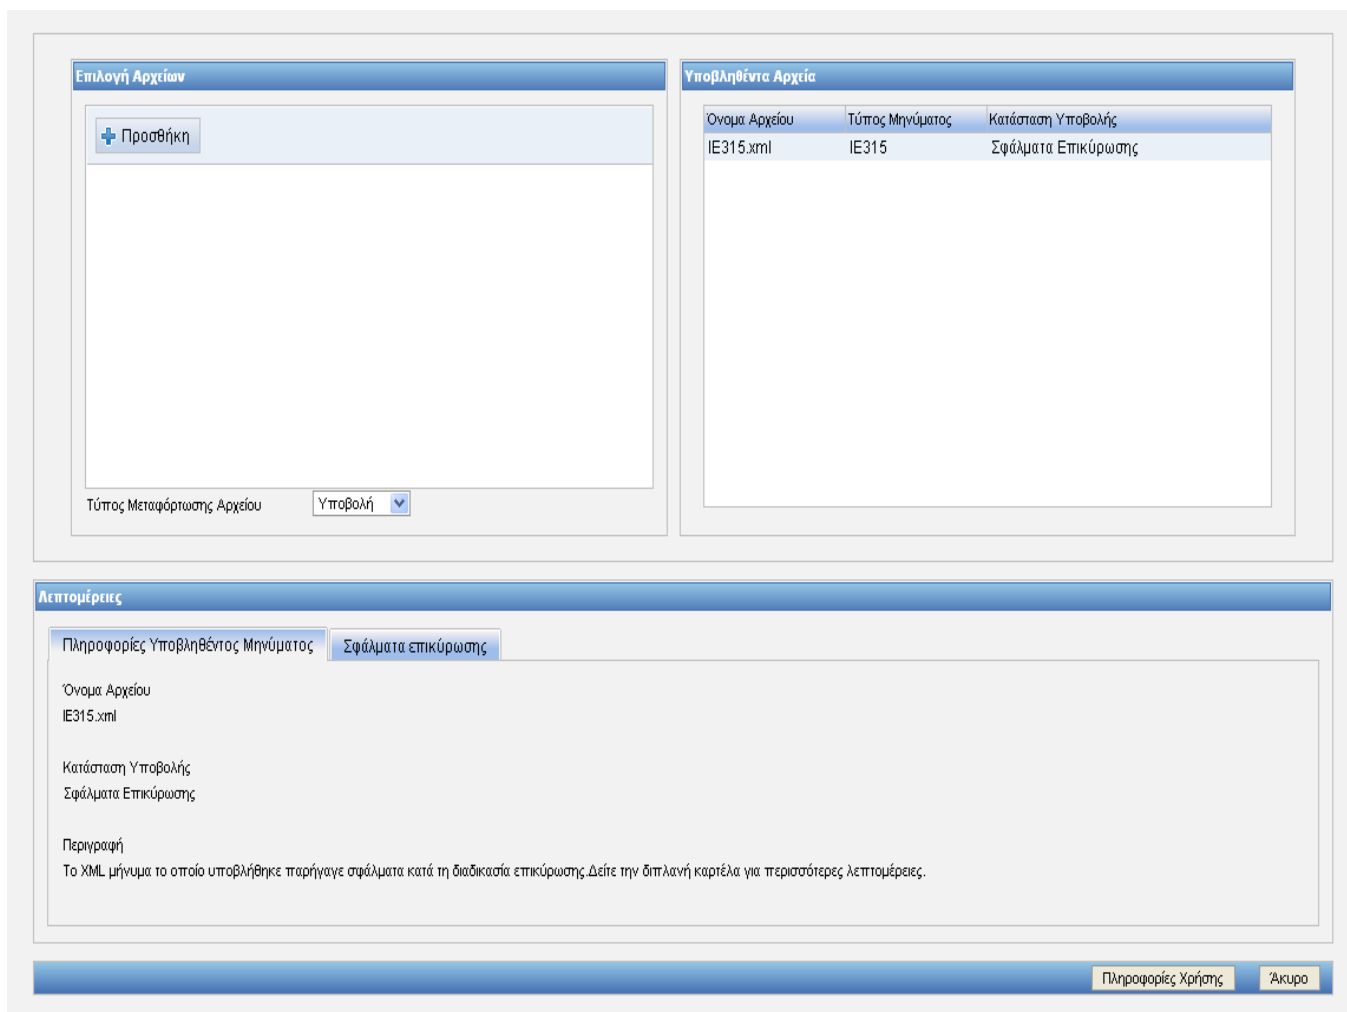 Επιλογή Αρχείων
Προσθήκη
Τύπος Μεταφόρτωσης Αρχείου Υποβολή
Υποβληθέντα Αρχεία
Όνομα Αρχείου Τύπος Μηνύματος Κατάσταση Υποβολής
IE315.xml IE315 Σφάλματα Επικύρωσης
Λεπτομέρειες
Πληροφορίες Υποβληθέντος Μηνύματος Σφάλματα επικύρωσης
Όνομα Αρχείου
IE315.xml
Κατάσταση Υποβολής
Σφάλματα Επικύρωσης
Περιγραφή
Το XML μήνυμα το οποίο υποβλήθηκε παρήγαγε σφάλματα κατά τη διαδικασία επικύρωσης.Δείτε την διπλανή καρτέλα για περισσότερες λεπτομέρειες.
Πληροφορίες Χρήσης Άκυρο